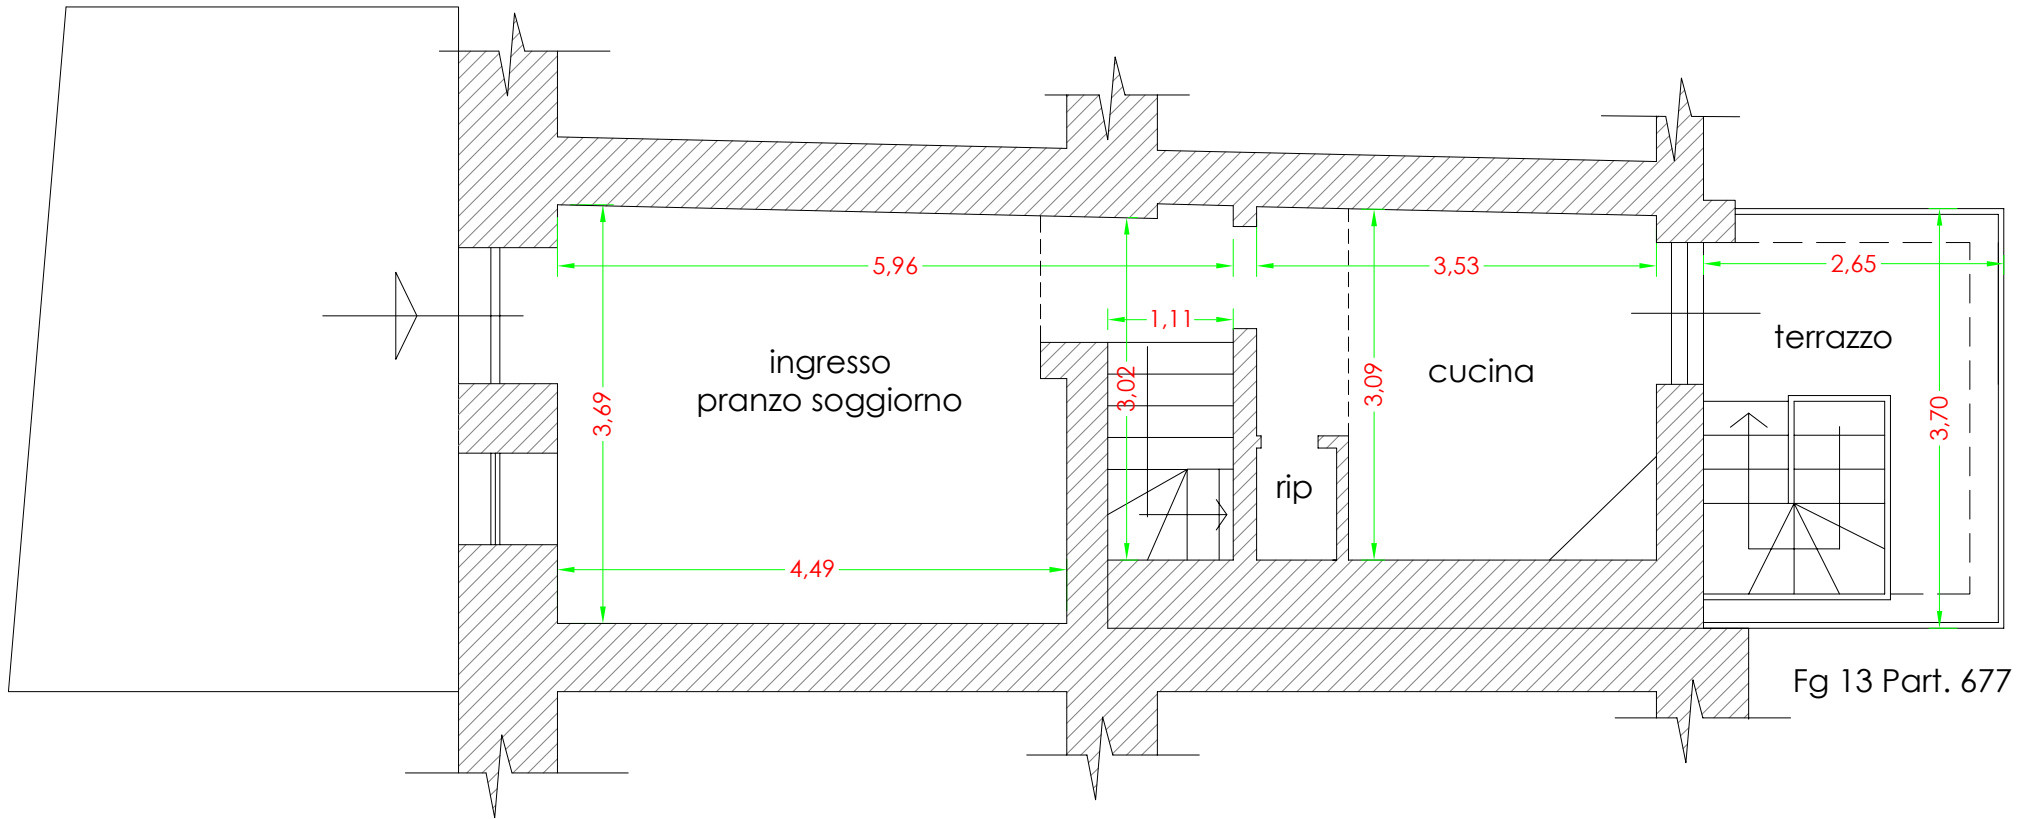 5,96
3,53
2,65
1,11
terrazzo
ingresso
pranzo soggiorno
cucina
3,69
3,02
3,09
3,70
rip
4,49
Fg 13 Part. 677